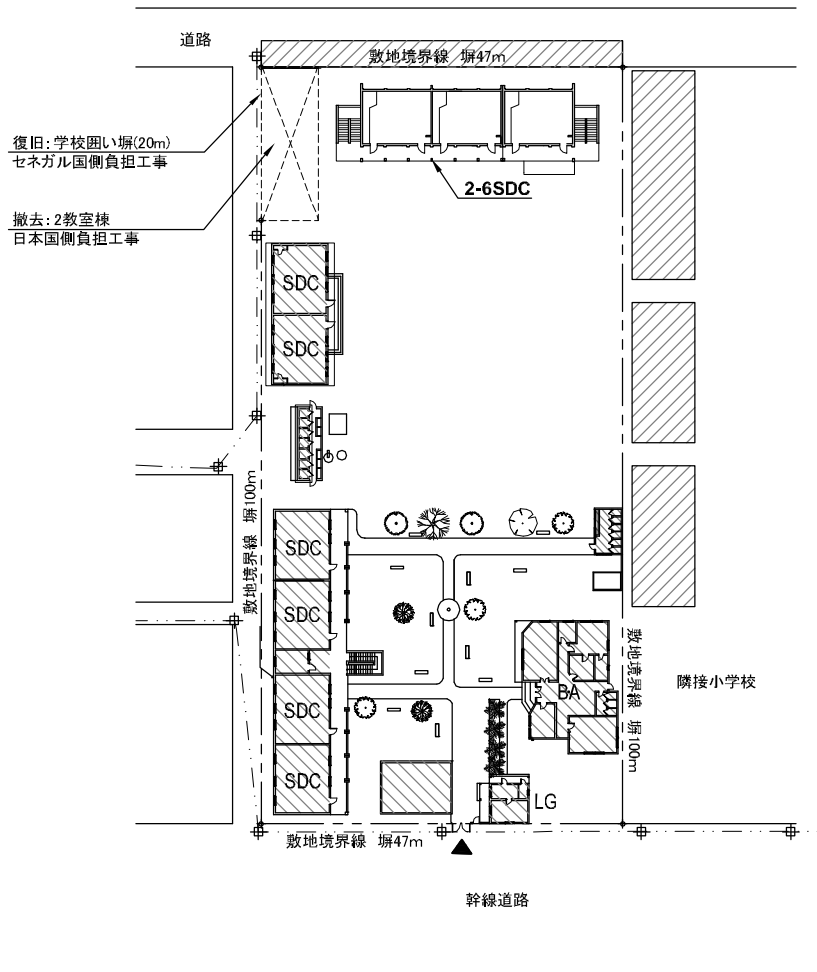 道路
敷地境界線 塀47m
復旧:学校囲い塀(20m)
セネガル国側負担工事
2-6SDC
撤去:2教室棟
日本国側負担工事
SDC
SDC
敷地境界線 塀100m
SDC
SDC
SDC
SDC
BA
敷地境界線 塀100m
隣接小学校
LG
敷地境界線 塀47m
幹線道路